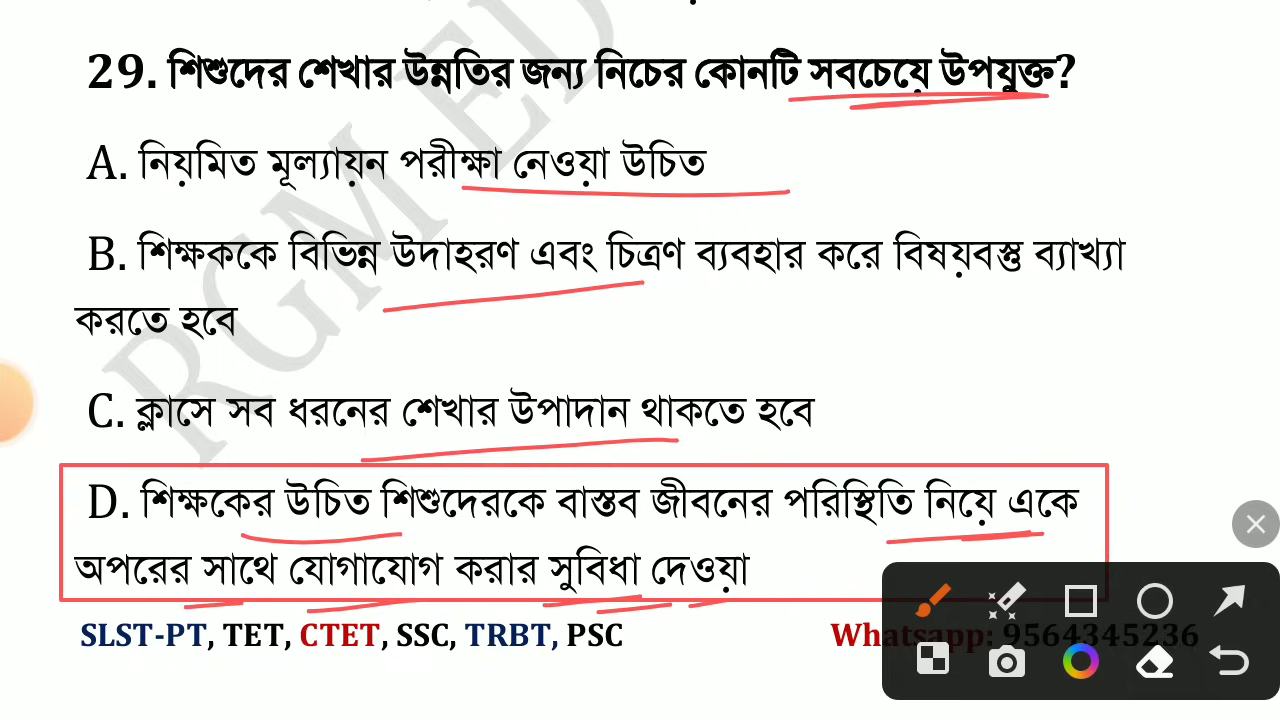 29. শিশুদের শেখার উন্নতির জন্য নিচের কোনটি সবচেয়ে উপযুক্ত?
A. নিয়মিত মূল্যায়ন পরীক্ষা নেওয়া উচিত
B. শিক্ষককে বিভিন্ন উদাহরণ এবং চিত্রণ ব্যবহার করে বিষয়বস্তু ব্যাখ্যা
করতে হবে
C. ক্লাসে সব ধরনের শেখার উপাদান থাকতে হবে
D. শিক্ষকের উচিত শিশুদেরকে বাস্তব জীবনের পরিস্থিতি নিয়ে একে
অপরের সাথে যোগাযোগ করার সুবিধা দেওয়া
SLST-PT, TET, CTET, SSC, TRBT, PSC
Whatsapp: 9564345236
RGM ED